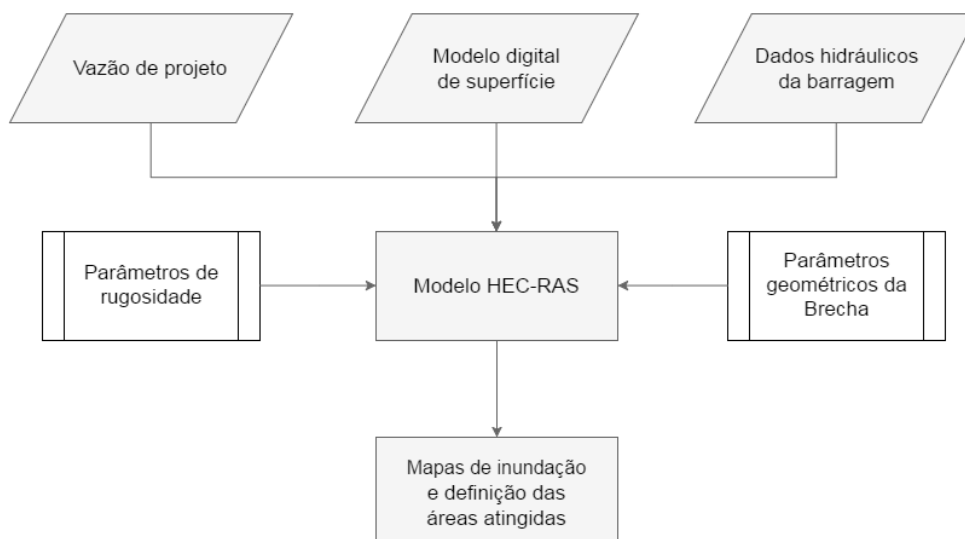 Vazão de projeto
Modelo digital
de superfície
Dados hidráulicos
da barragem
Parâmetros de
rugosidade
Modelo HEC-RAS
Parâmetros
geométricos da
Brecha
Mapas de inundação
e definição das
áreas atingidas